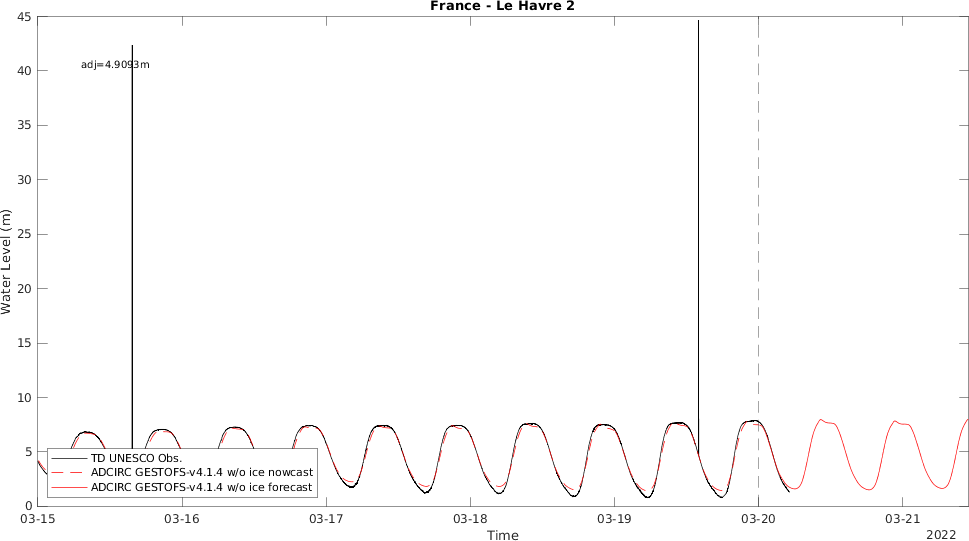 France - Le Havre 2
45
40
35
30
25
20
15
10
5
0
Water Level (m)
adj=4.9093m
TD UNESCO Obs.
ADCIRC GESTOFS-v4.1.4 w/o ice nowcast
ADCIRC GESTOFS-v4.1.4 w/o ice forecast
03-15 03-16 03-17 03-18 03-19 03-20 03-21
Time
2022